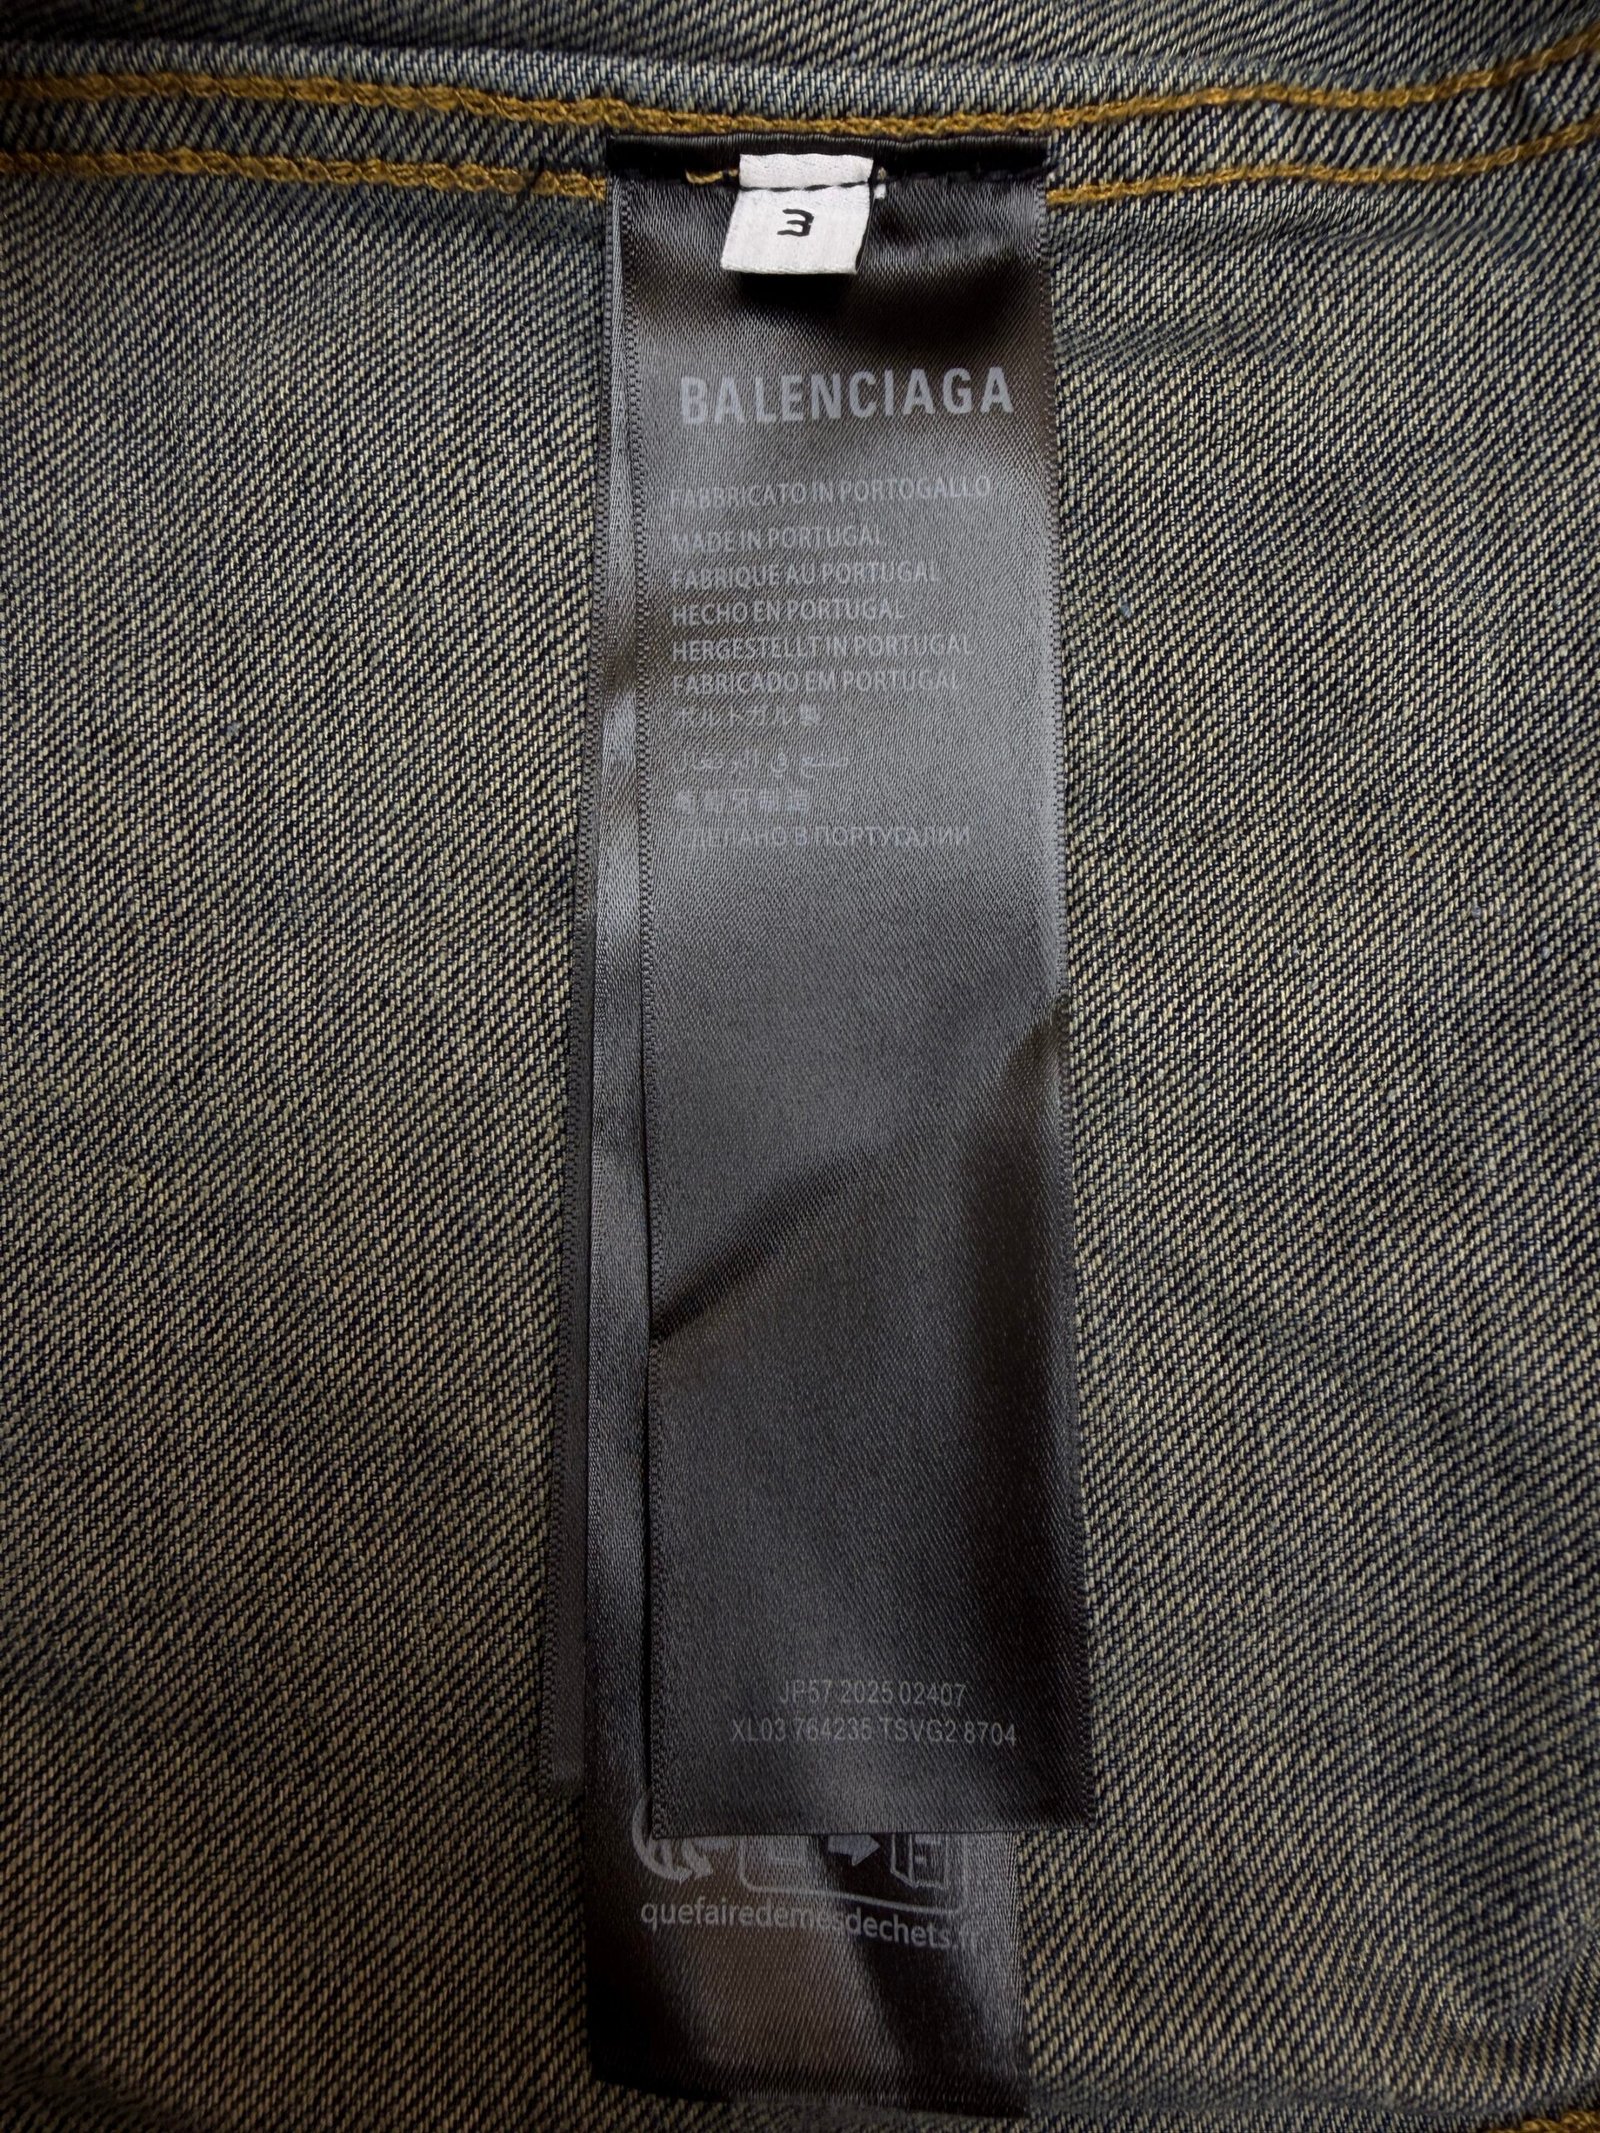 3
BALENCIAGA
FABBRICATO IN PORTOGALLO
MADE IN PORTUGAL
FABRIQUE AU PORTUGAL
HECHO EN PORTUGAL
HERGESTELLT IN PORTUGAL
FABRICADO EM PORTUGAL
ポルトガル製
صنع في البرتغال
葡萄牙制造
СДЕЛАНО В ПОРТУГАЛИИ
JP57 2025 02407
XL03 764235 TSVG2 8704
quefairedemesdechets.fr